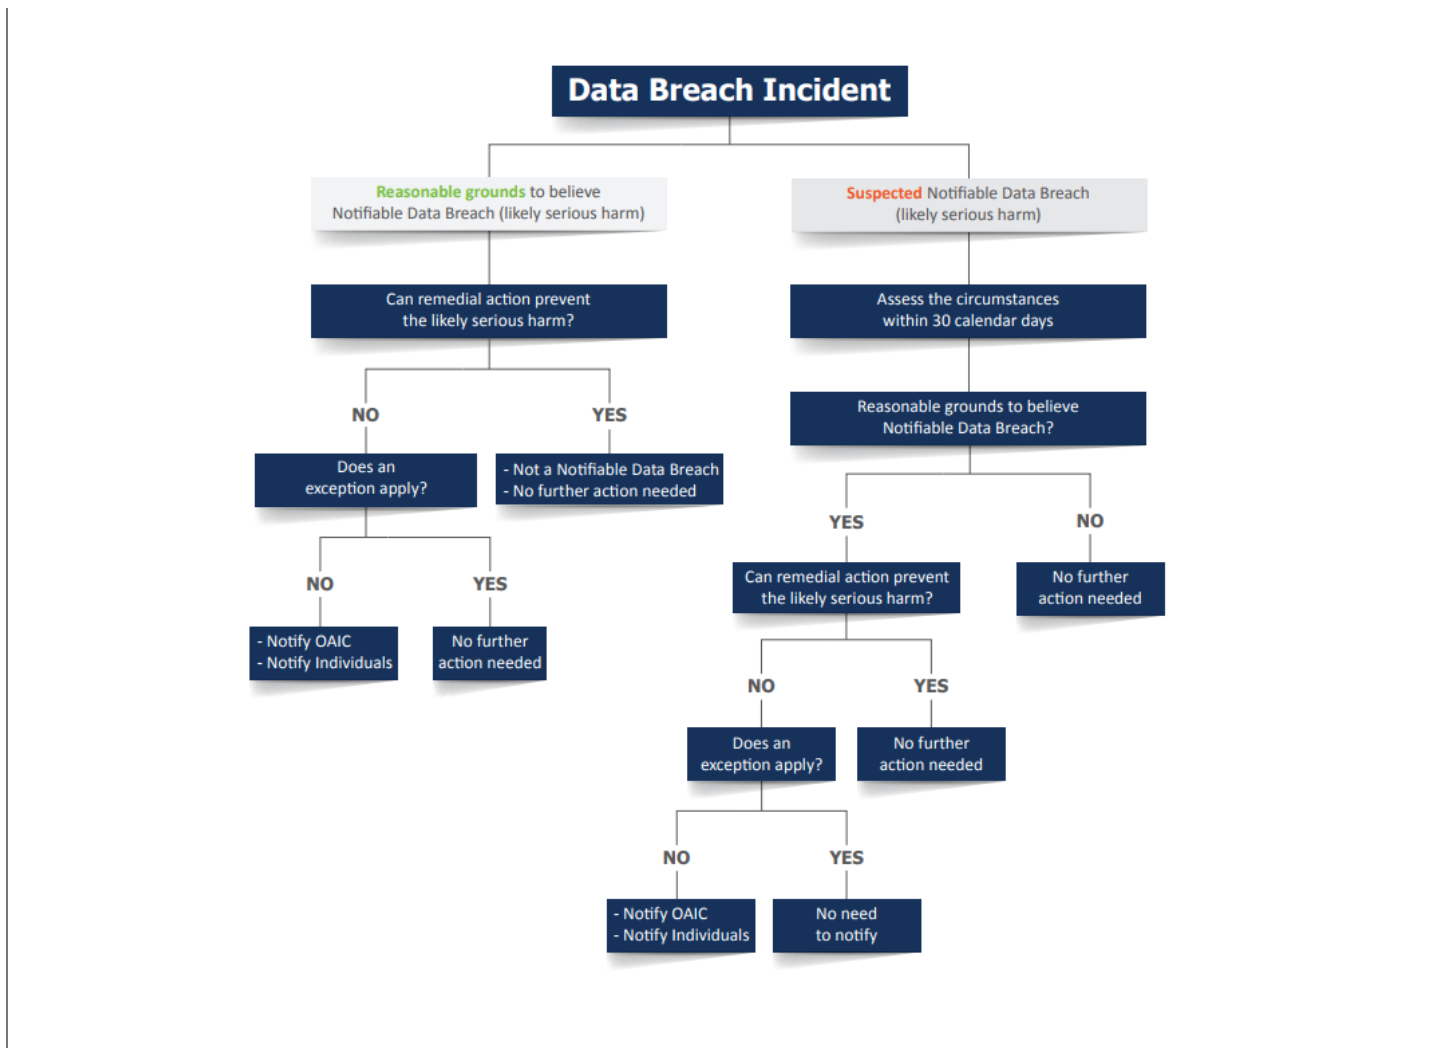 Data Breach Incident
Reasonable grounds to believe
Notifiable Data Breach (likely serious harm)
Suspected Notifiable Data Breach
(likely serious harm)
Can remedial action prevent
the likely serious harm?
Assess the circumstances
within 30 calendar days
NO
YES
Reasonable grounds to believe
Notifiable Data Breach?
Does an
exception apply?
- Not a Notifiable Data Breach
- No further action needed
YES
NO
NO
YES
Can remedial action prevent
the likely serious harm?
No further
action needed
- Notify OAIC
- Notify Individuals
No further
action needed
NO
YES
Does an
exception apply?
No further
action needed
NO
YES
- Notify OAIC
- Notify Individuals
No need
to notify